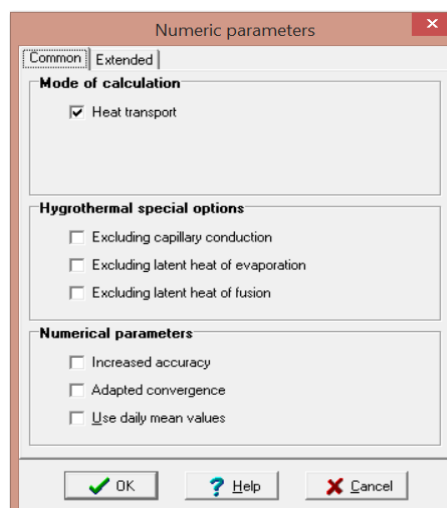 Numeric parameters
Common
Extended
Mode of calculation
Heat transport
Hygrothermal special options
Excluding capillary conduction
Excluding latent heat of evaporation
Excluding latent heat of fusion
Numerical parameters
Increased accuracy
Adapted convergence
Use daily mean values
OK
Help
Cancel